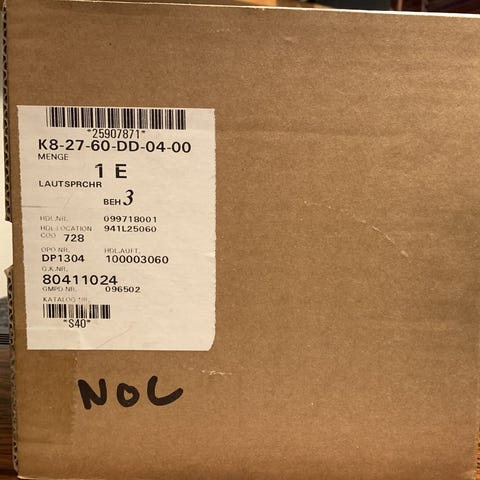 *25907871*
K8-27-60-DD-04-00
MENGE
1 E
LAUTSPRCHR
BEH 3
HDL.NR. 099718001
HDL LOCATION 941L25060
COO 728
OPO NR. HDL.AUFT.
DP1304 100003060
G.K.NR.
80411024
GMPD NR. 096502
KATALOG NR.
*S40*
NOC